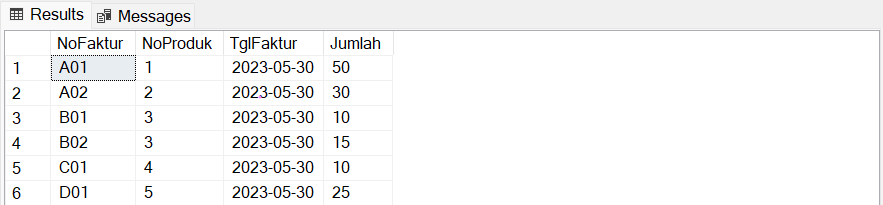 Results Messages
NoFaktur NoProduk TglFaktur Jumlah
1 A01 1 2023-05-30 50
2 A02 2 2023-05-30 30
3 B01 3 2023-05-30 10
4 B02 3 2023-05-30 15
5 C01 4 2023-05-30 10
6 D01 5 2023-05-30 25